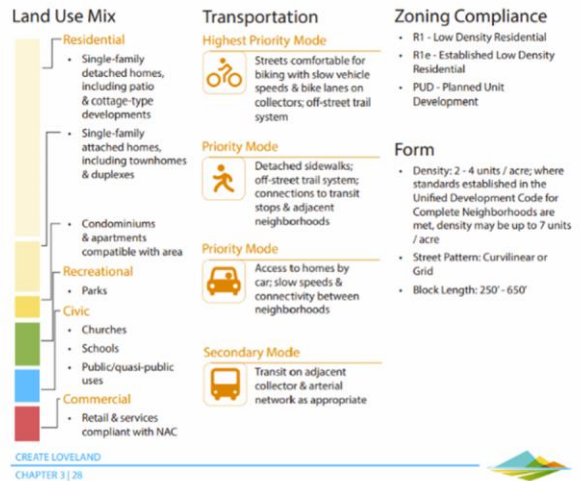 Land Use Mix
Residential
• Single-family
detached homes,
including patio
& cottage-type
developments
• Single-family
attached homes,
including townhomes
& duplexes
• Condominiums
& apartments
compatible with area
Recreational
• Parks
Civic
• Churches
• Schools
• Public/quasi-public
uses
Commercial
• Retail & services
compliant with NAC
Transportation
Highest Priority Mode
Streets comfortable for
biking with slow vehicle
speeds & bike lanes on
collectors; off-street trail
system
Priority Mode
Detached sidewalks;
off-street trail system;
connections to transit
stops & adjacent
neighborhoods
Priority Mode
Access to homes by
car; slow speeds &
connectivity between
neighborhoods
Secondary Mode
Transit on adjacent
collector & arterial
network as appropriate
Zoning Compliance
• R1 - Low Density Residential
• R1e - Established Low Density
Residential
• PUD - Planned Unit
Development
Form
• Density: 2 - 4 units / acre; where
standards established in the
Unified Development Code for
Complete Neighborhoods are
met, density may be up to 7 units
/ acre
• Street Pattern: Curvilinear or
Grid
• Block Length: 250' - 650'
CREATE LOVELAND
CHAPTER 3 | 28